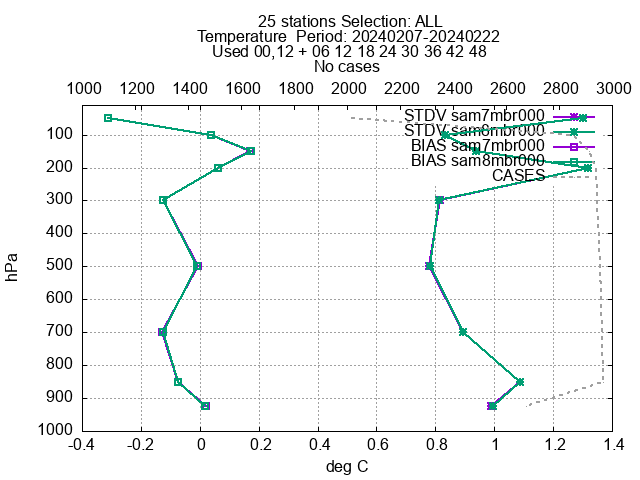 25 stations Selection: ALL
Temperature  Period: 20240207-20240222
Used 00,12 + 06 12 18 24 30 36 42 48
No cases
1000 1200 1400 1600 1800 2000 2200 2400 2600 2800 3000
STDV sam7mbr000
STDV sam8mbr000
BIAS sam7mbr000
BIAS sam8mbr000
CASES
100
200
300
400
500
600
700
800
900
1000
hPa
-0.4 -0.2 0 0.2 0.4 0.6 0.8 1 1.2 1.4
deg C